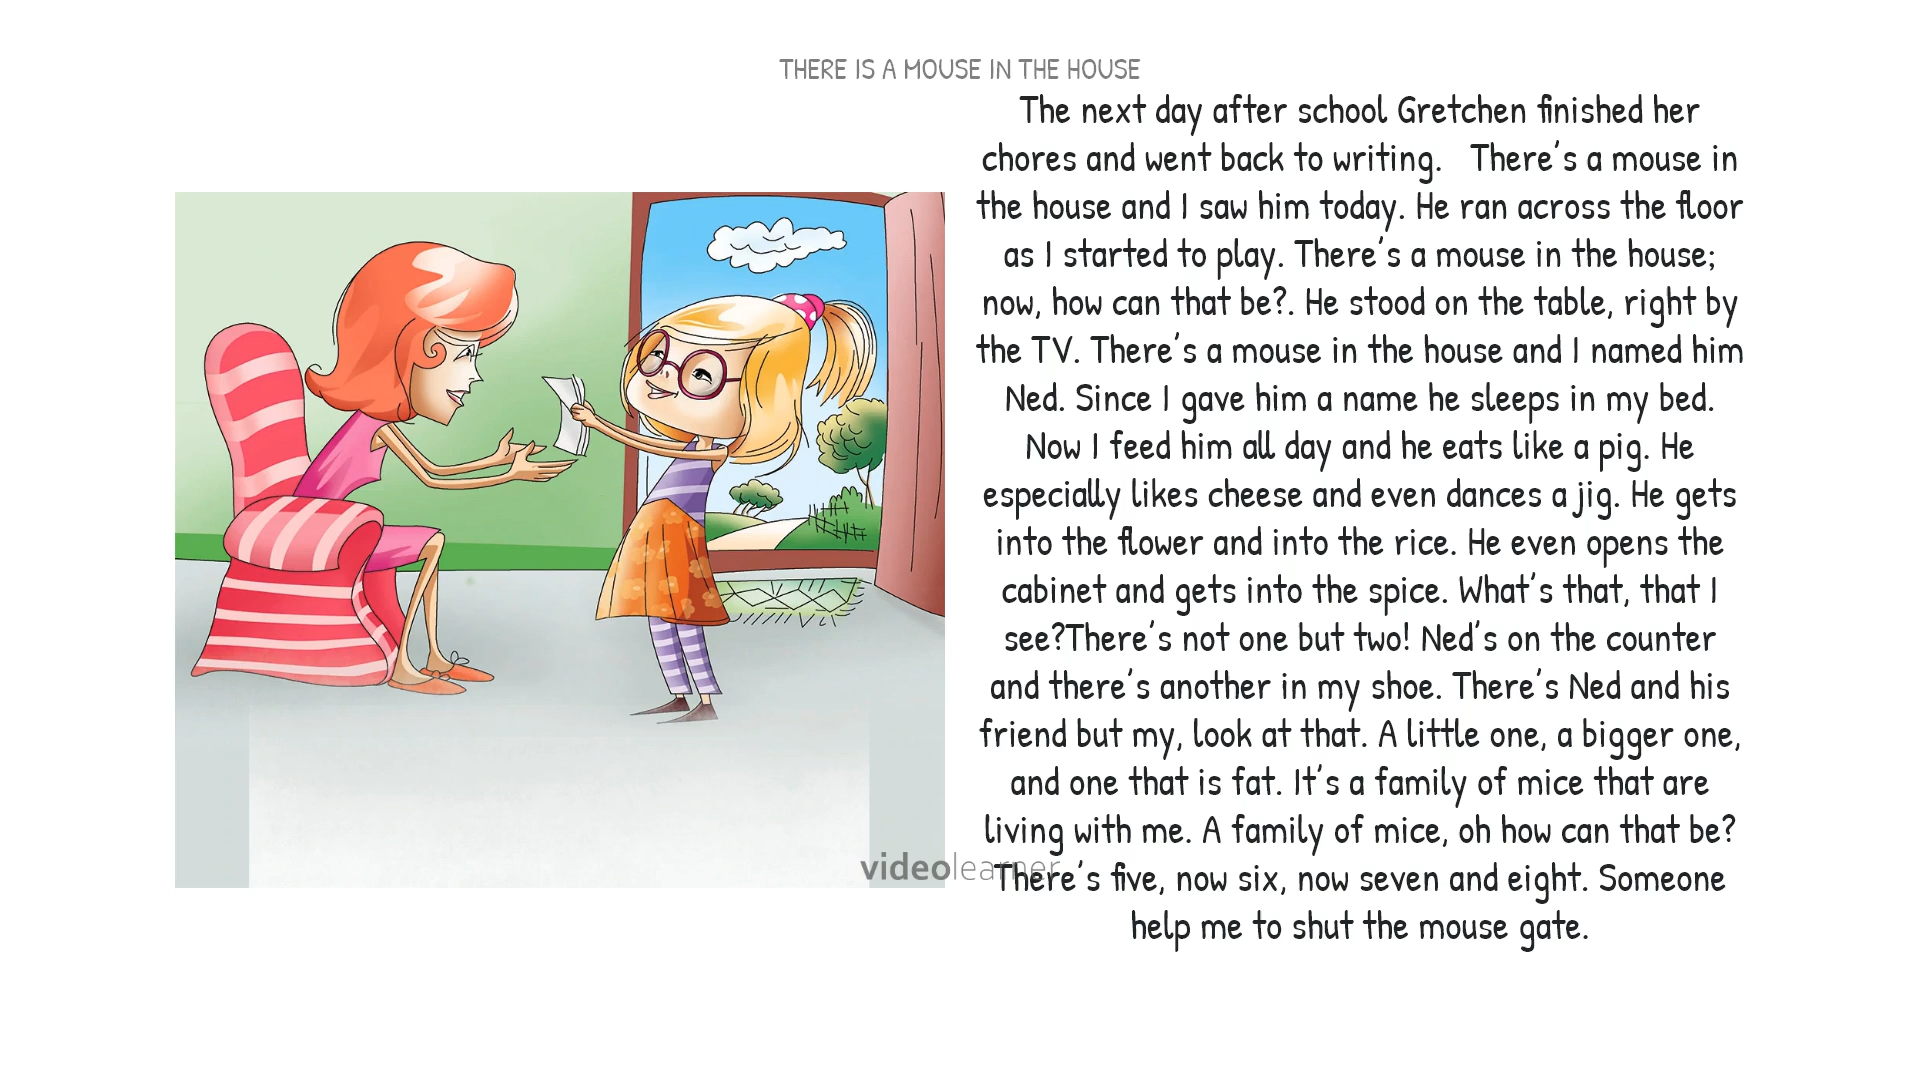 THERE IS A MOUSE IN THE HOUSE
The next day after school Gretchen finished her
chores and went back to writing.   There's a mouse in
the house and I saw him today. He ran across the floor
as I started to play. There's a mouse in the house;
now, how can that be?. He stood on the table, right by
the TV. There's a mouse in the house and I named him
Ned. Since I gave him a name he sleeps in my bed.
Now I feed him all day and he eats like a pig. He
especially likes cheese and even dances a jig. He gets
into the flower and into the rice. He even opens the
cabinet and gets into the spice. What's that, that I
see?There's not one but two! Ned's on the counter
and there's another in my shoe. There's Ned and his
friend but my, look at that. A little one, a bigger one,
and one that is fat. It's a family of mice that are
living with me. A family of mice, oh how can that be?
There's five, now six, now seven and eight. Someone
help me to shut the mouse gate.
videolearner